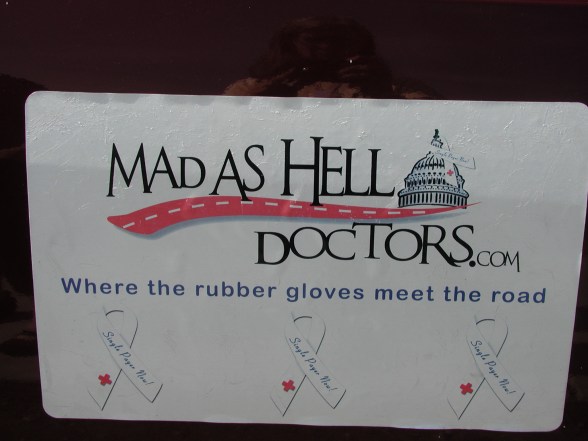 MAD AS HELL
DOCTORS.COM
Where the rubber gloves meet the road
Single Payer Now!
Single Payer Now!
Single Payer Now!